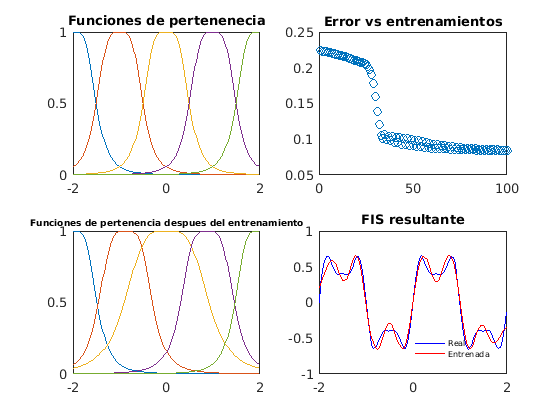 Funciones de pertenenecia
1
0.5
0
-2 0 2
Error vs entrenamientos
0.25
0.2
0.15
0.1
0.05
0 50 100
Funciones de pertenencia despues del entrenamiento
1
0.5
0
-2 0 2
FIS resultante
1
0.5
0
-0.5
-1
-2 0 2
Real
Entrenada